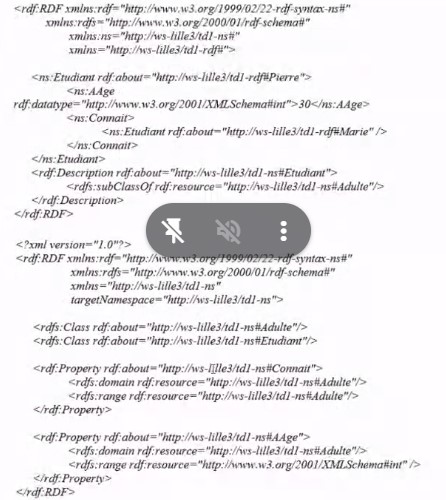 <rdf:RDF xmlns:rdf="http://www.w3.org/1999/02/22-rdf-syntax-ns#"
xmlns:rdfs="http://www.w3.org/2000/01/rdf-schema#"
xmlns:ns="http://ws-lille3/td1-ns#"
xmlns="http://ws-lille3/td1-rdf#">
<ns:Etudiant rdf:about="http://ws-lille3/td1-rdf#Pierre">
<ns:AAge
rdf:datatype="http://www.w3.org/2001/XMLSchema#int">30</ns:AAge>
<ns:Connait>
<ns:Etudiant rdf:about="http://ws-lille3/td1-rdf#Marie" />
</ns:Connait>
</ns:Etudiant>
<rdf:Description rdf:about="http://ws-lille3/td1-ns#Etudiant">
<rdfs:subClassOf rdf:resource="http://ws-lille3/td1-ns#Adulte"/>
</rdf:Description>
</rdf:RDF>
<?xml version="1.0"?>
<rdf:RDF xmlns:rdf="http://www.w3.org/1999/02/22-rdf-syntax-ns#"
xmlns:rdfs="http://www.w3.org/2000/01/rdf-schema#"
xmlns="http://ws-lille3/td1-ns"
targetNamespace="http://ws-lille3/td1-ns">
<rdfs:Class rdf:about="http://ws-lille3/td1-ns#Adulte"/>
<rdfs:Class rdf:about="http://ws-lille3/td1-ns#Etudiant"/>
<rdf:Property rdf:about="http://ws-lille3/td1-ns#Connait">
<rdfs:domain rdf:resource="http://ws-lille3/td1-ns#Adulte"/>
<rdfs:range rdf:resource="http://ws-lille3/td1-ns#Adulte"/>
</rdf:Property>
<rdf:Property rdf:about="http://ws-lille3/td1-ns#AAge">
<rdfs:domain rdf:resource="http://ws-lille3/td1-ns#Adulte"/>
<rdfs:range rdf:resource="http://www.w3.org/2001/XMLSchema#int" />
</rdf:Property>
</rdf:RDF>